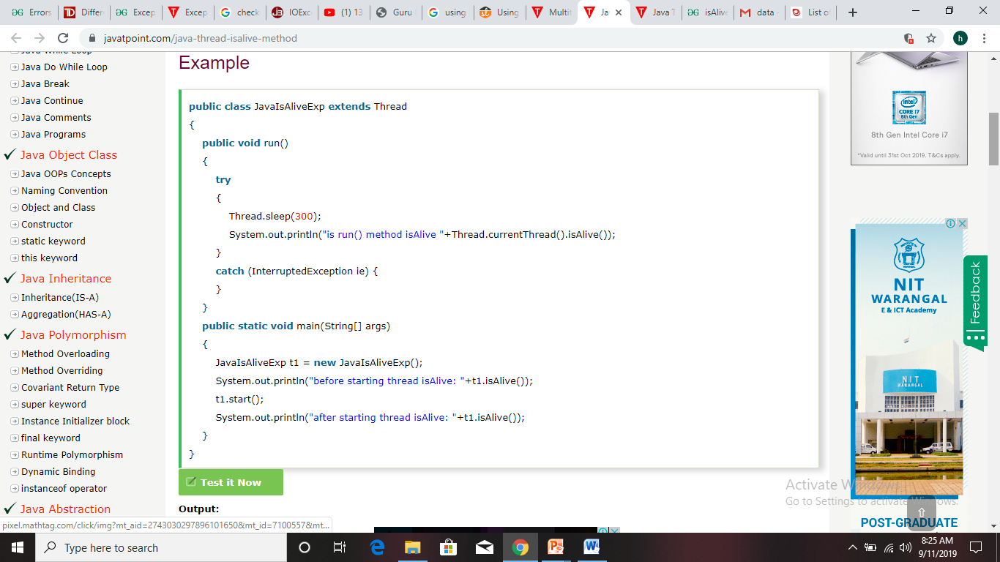 Errors
Differ
Excep
Excep
check
IOExc
(1) 13
Guru
using
Using
Multit
Ja
Java T
isAlive
data -
List o
javatpoint.com/java-thread-isalive-method
h
Java While Loop
Java Do While Loop
Java Break
Java Continue
Java Comments
Java Programs
Java Object Class
Java OOPs Concepts
Naming Convention
Object and Class
Constructor
static keyword
this keyword
Java Inheritance
Inheritance(IS-A)
Aggregation(HAS-A)
Java Polymorphism
Method Overloading
Method Overriding
Covariant Return Type
super keyword
Instance Initializer block
final keyword
Runtime Polymorphism
Dynamic Binding
instanceof operator
Java Abstraction
pixel.mathtag.com/click/img?mt_aid=2743030297896101650&mt_id=7100557&mt...
Example
public class JavaIsAliveExp extends Thread
{
public void run()
{
try
{
Thread.sleep(300);
System.out.println("is run() method isAlive "+Thread.currentThread().isAlive());
}
catch (InterruptedException ie) {
}
}
public static void main(String[] args)
{
JavaIsAliveExp t1 = new JavaIsAliveExp();
System.out.println("before starting thread isAlive: "+t1.isAlive());
t1.start();
System.out.println("after starting thread isAlive: "+t1.isAlive());
}
}
Test it Now
Output:
intel
CORE i7
8th Gen
8th Gen Intel Core i7
*Valid until 31st Oct 2019. T&Cs apply.
NIT
WARANGAL
E & ICT Academy
NIT
WARANGAL
POST-GRADUATE
Feedback
Activate Windows
Go to Settings to activate Windows.
Type here to search
8:25 AM
9/11/2019